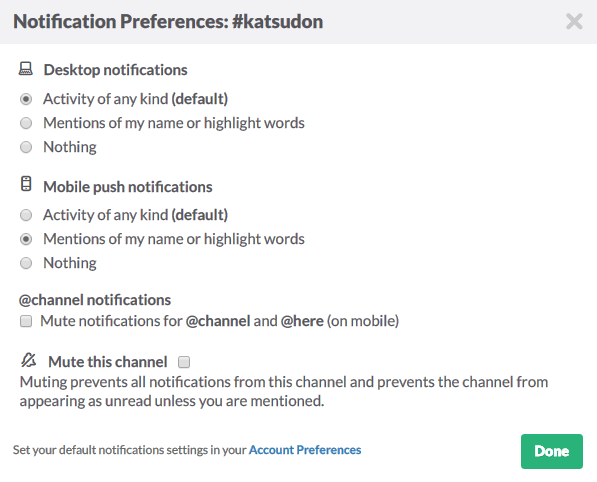 Notification Preferences: #katsudon
Desktop notifications
Activity of any kind (default)
Mentions of my name or highlight words
Nothing
Mobile push notifications
Activity of any kind (default)
Mentions of my name or highlight words
Nothing
@channel notifications
Mute notifications for @channel and @here (on mobile)
Mute this channel
Muting prevents all notifications from this channel and prevents the channel from
appearing as unread unless you are mentioned.
Set your default notifications settings in your Account Preferences
Done